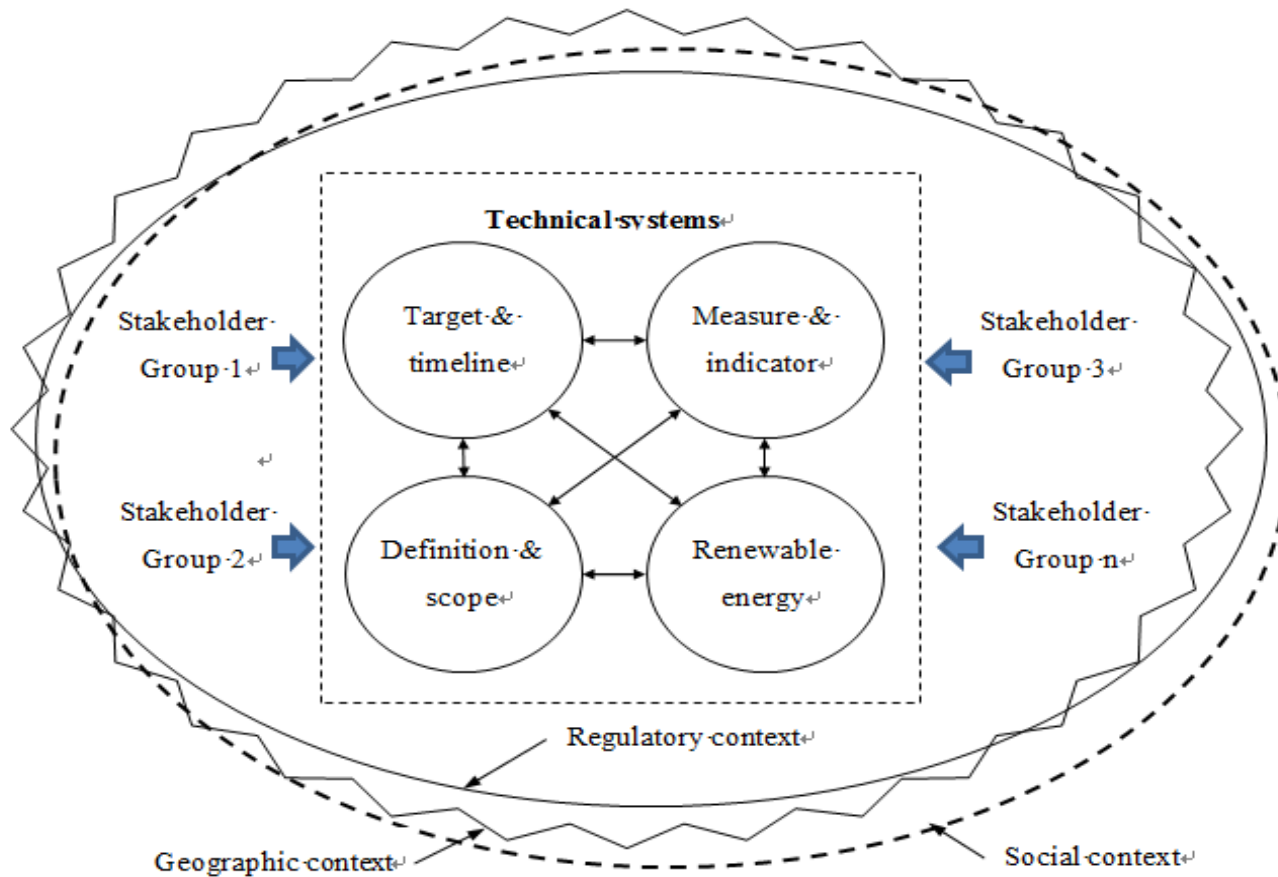 Technical systems
Target &
timeline
Measure &
indicator
Stakeholder
Group 1
Stakeholder
Group 3
Stakeholder
Group 2
Definition &
scope
Renewable
energy
Stakeholder
Group n
Regulatory context
Geographic context
Social context